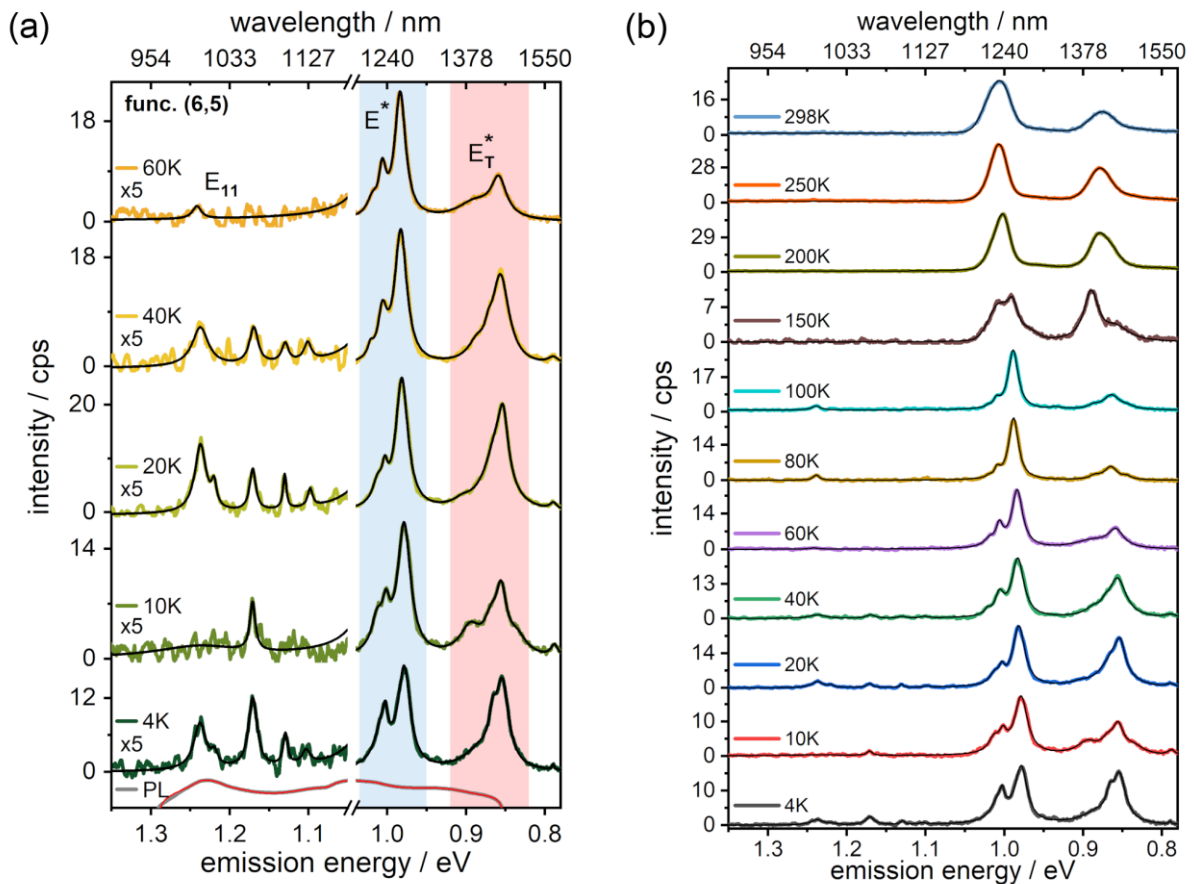 (a)
wavelength / nm
954 1033 1127 1240 1378 1550
func. (6,5)
E*
E*T
E11
18
0
60K
x5
18
0
40K
x5
20
0
20K
x5
14
0
10K
x5
12
0
4K
x5
PL
intensity / cps
1.3 1.2 1.1 1.0 0.9 0.8
emission energy / eV
(b)
wavelength / nm
954 1033 1127 1240 1378 1550
16
0
298K
28
0
250K
29
0
200K
7
0
150K
17
0
100K
14
0
80K
14
0
60K
13
0
40K
14
0
20K
10
0
10K
10
0
4K
intensity / cps
1.3 1.2 1.1 1.0 0.9 0.8
emission energy / eV